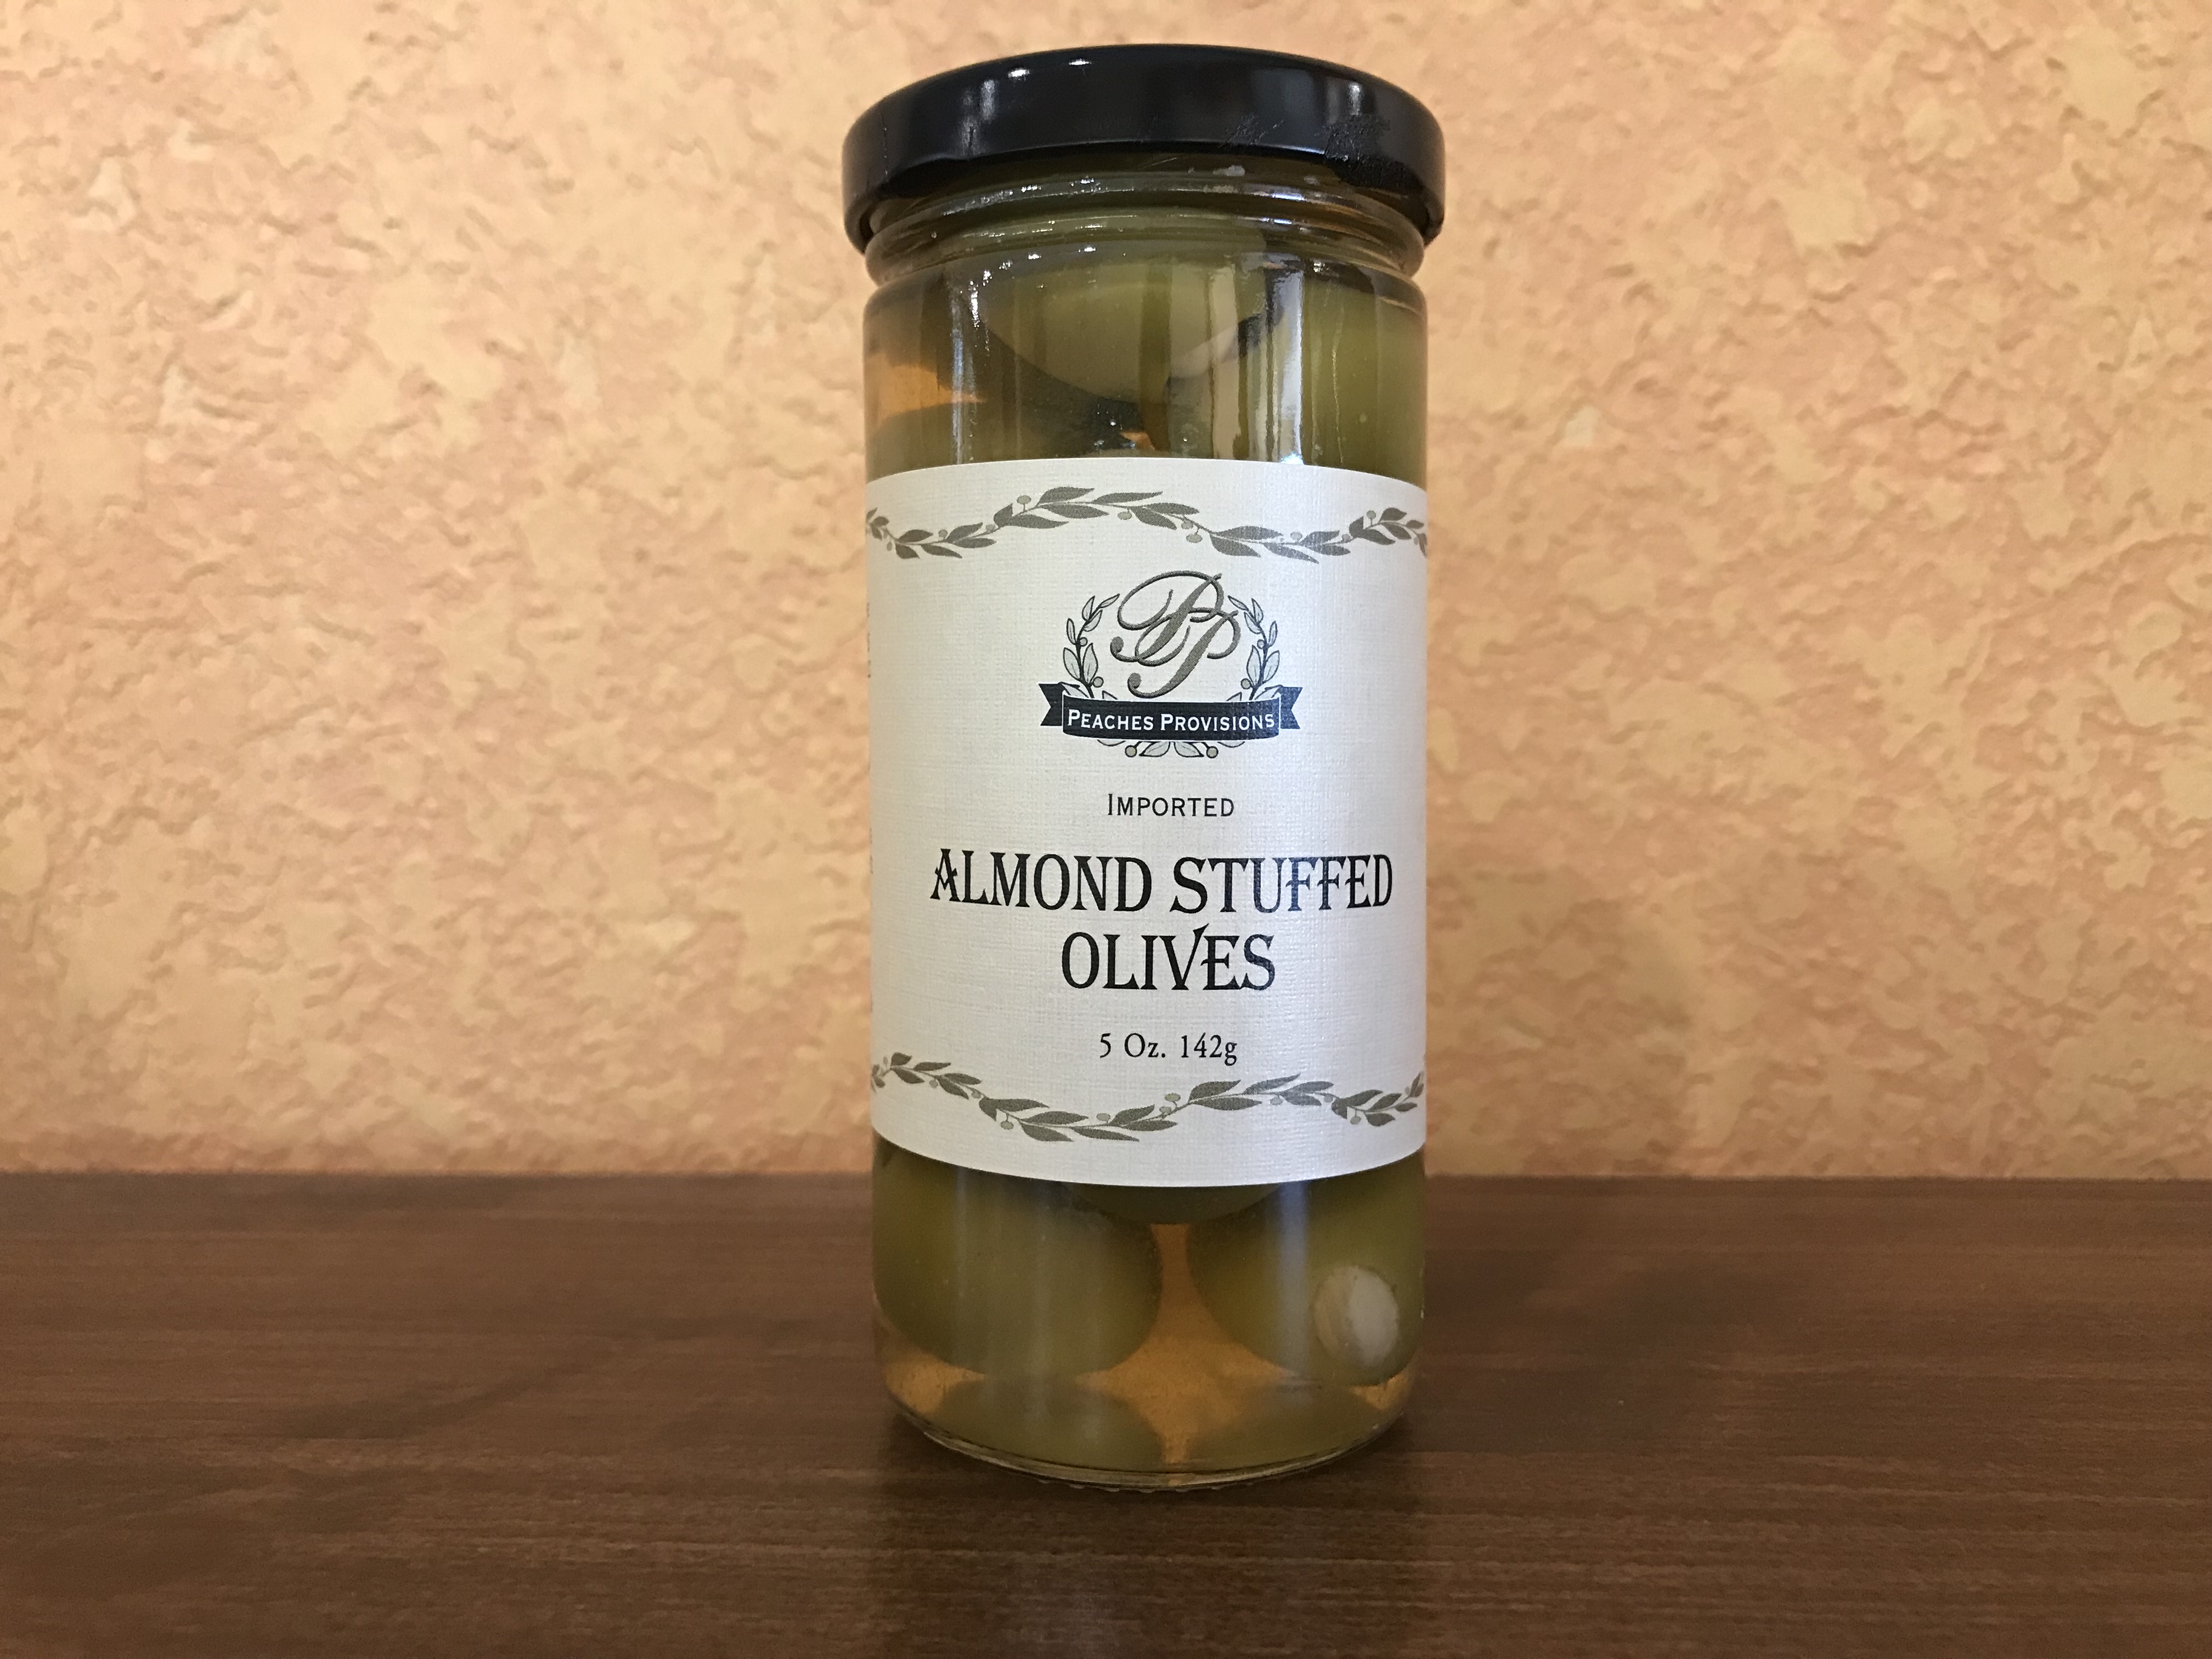 PP
PEACHES PROVISIONS
IMPORTED
ALMOND STUFFED
OLIVES
5 Oz. 142g